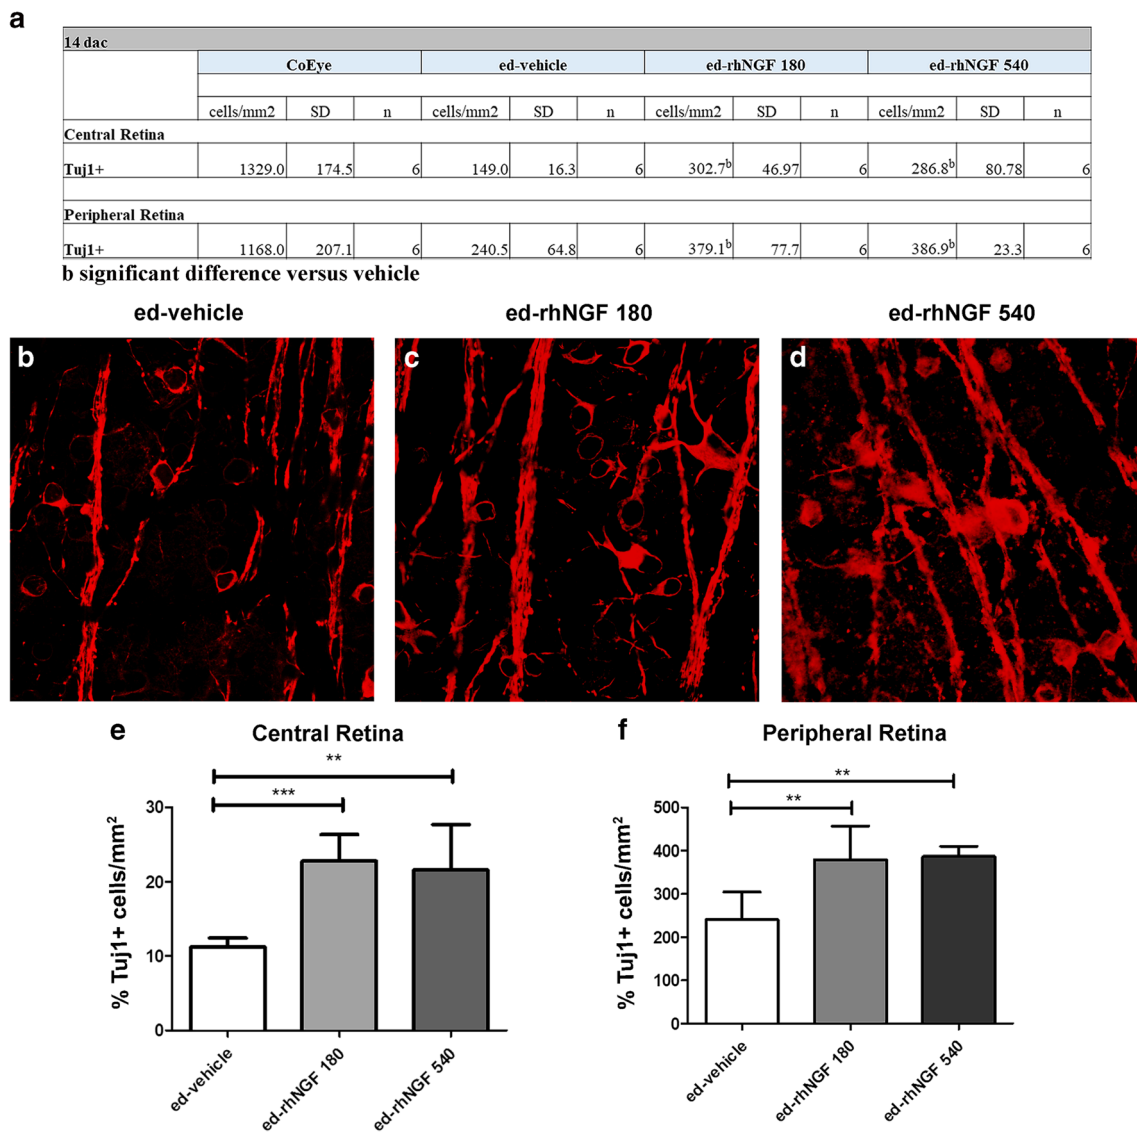 a
14 dac
CoEye ed-vehicle ed-rhNGF 180 ed-rhNGF 540
cells/mm2 SD n cells/mm2 SD n cells/mm2 SD n cells/mm2 SD n
Central Retina
Tuj1+ 1329.0 174.5 6 149.0 16.3 6 302.7b 46.97 6 286.8b 80.78 6
Peripheral Retina
Tuj1+ 1168.0 207.1 6 240.5 64.8 6 379.1b 77.7 6 386.9b 23.3 6
b significant difference versus vehicle
ed-vehicle ed-rhNGF 180 ed-rhNGF 540
b c d
e Central Retina
**
***
% Tuj1+ cells/mm2
30
20
10
0
ed-vehicle
ed-rhNGF 180
ed-rhNGF 540
f Peripheral Retina
**
**
% Tuj1+ cells/mm2
500
400
300
200
100
0
ed-vehicle
ed-rhNGF 180
ed-rhNGF 540